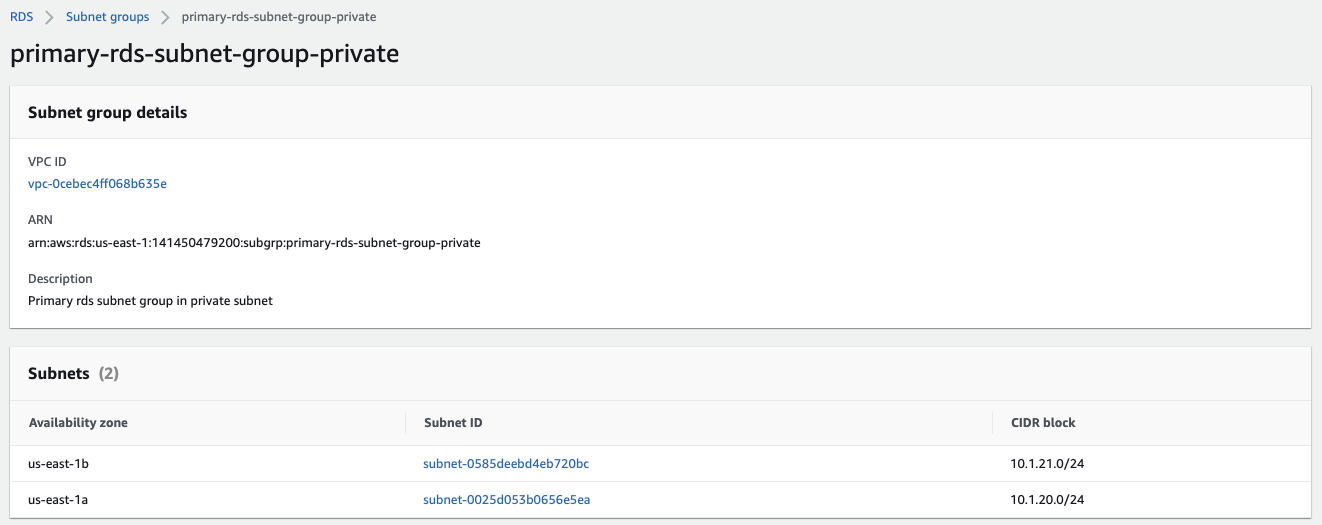 RDS > Subnet groups > primary-rds-subnet-group-private
primary-rds-subnet-group-private
Subnet group details
VPC ID
vpc-0cebec4ff068b635e
ARN
arn:aws:rds:us-east-1:141450479200:subgrp:primary-rds-subnet-group-private
Description
Primary rds subnet group in private subnet
Subnets (2)
Availability zone Subnet ID CIDR block
us-east-1b subnet-0585deebd4eb720bc 10.1.21.0/24
us-east-1a subnet-0025d053b0656e5ea 10.1.20.0/24